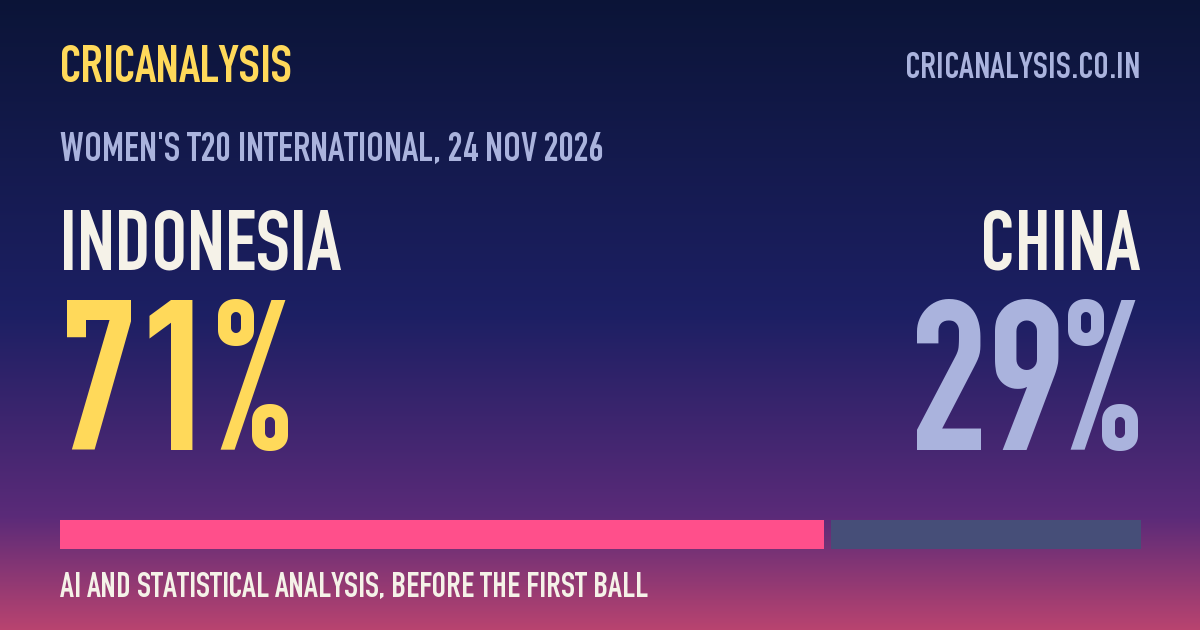 CRICANALYSIS
CRICANALYSIS.CO.IN
WOMEN'S T20 INTERNATIONAL, 24 NOV 2026
INDONESIA
CHINA
71%
29%
AI AND STATISTICAL ANALYSIS, BEFORE THE FIRST BALL